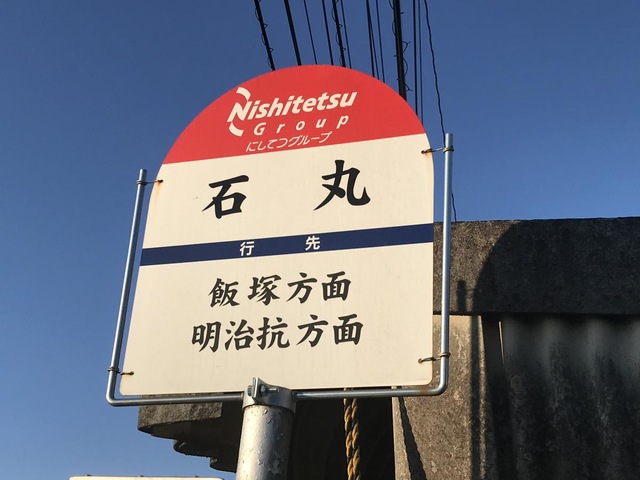 Nishitetsu
Group
にしてつグループ
石丸
行先
飯塚方面
明治抗方面